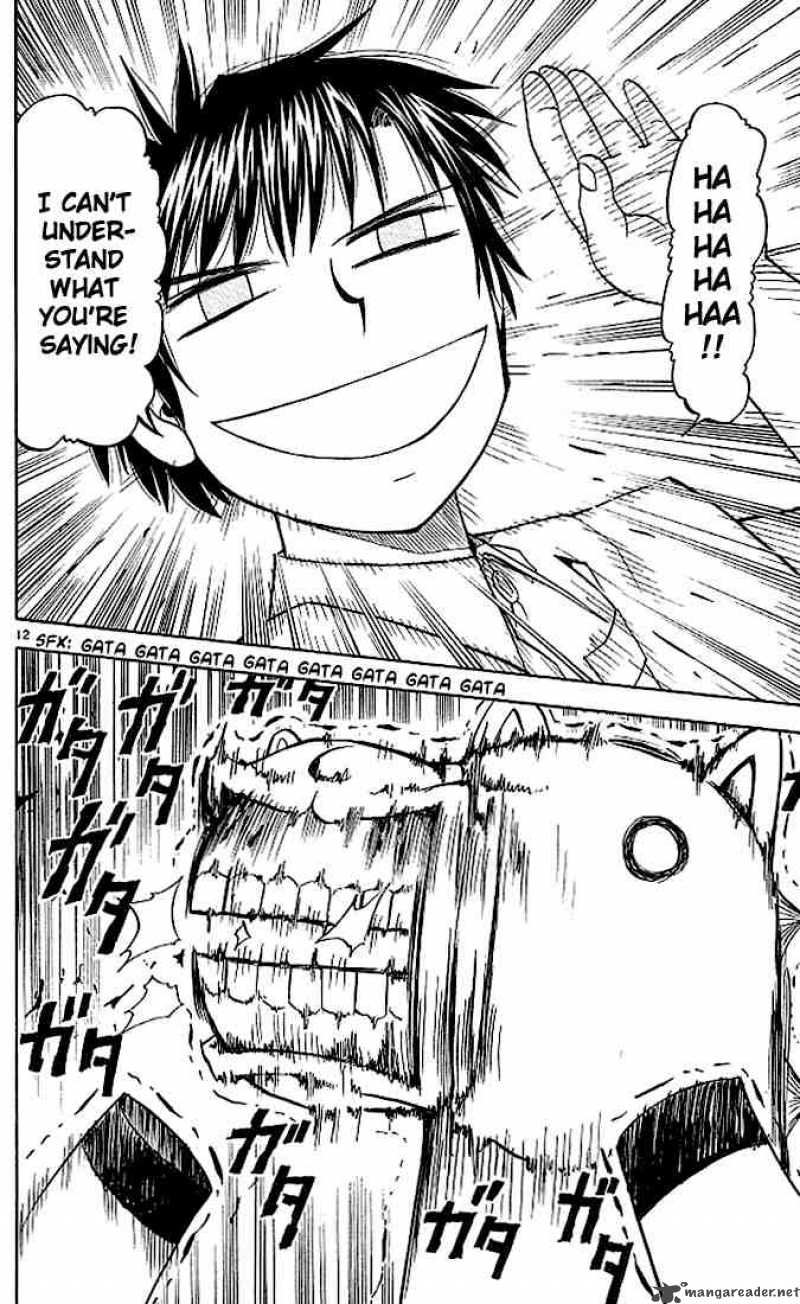 HA
HA
HA
HA
HAA
!!
I CAN'T
UNDER-
STAND
WHAT
YOU'RE
SAYING!
12
SFX: GATA GATA GATA GATA GATA GATA GATA GATA
ガタ
ガタ
ガタ
ガタ
ガタ
ガタ
ガタ
ガタ
mangareader.net